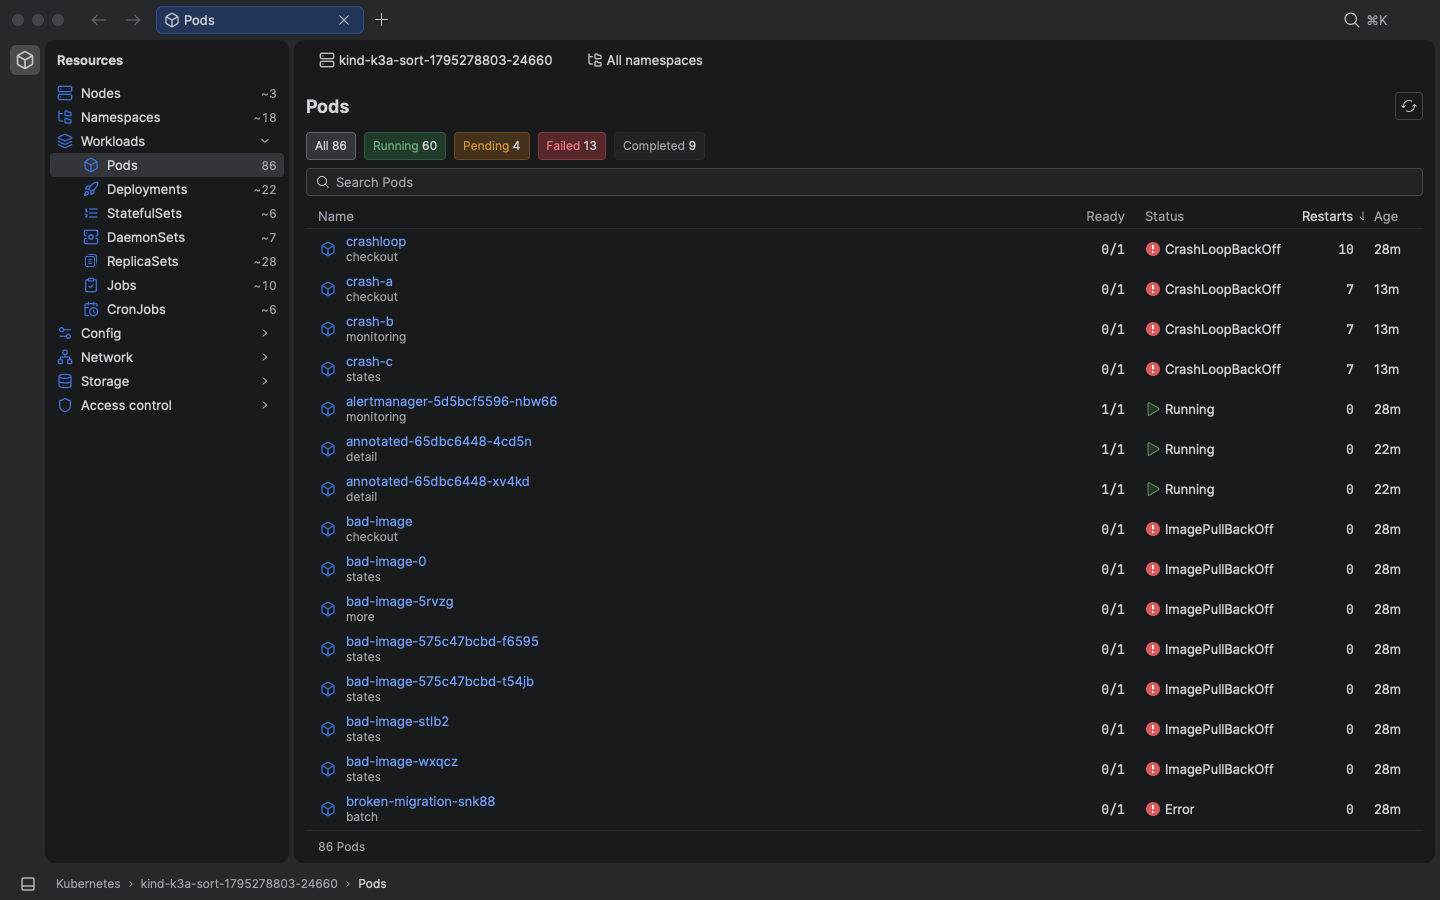 Pods
⌘K
Resources
Nodes ~3
Namespaces ~18
Workloads
Pods 86
Deployments ~22
StatefulSets ~6
DaemonSets ~7
ReplicaSets ~28
Jobs ~10
CronJobs ~6
Config
Network
Storage
Access control
kind-k3a-sort-1795278803-24660 All namespaces
Pods
All 86 Running 60 Pending 4 Failed 13 Completed 9
Search Pods
Name Ready Status Restarts ↓ Age
crashloop
checkout
0/1 CrashLoopBackOff 10 28m
crash-a
checkout
0/1 CrashLoopBackOff 7 13m
crash-b
monitoring
0/1 CrashLoopBackOff 7 13m
crash-c
states
0/1 CrashLoopBackOff 7 13m
alertmanager-5d5bcf5596-nbw66
monitoring
1/1 Running 0 28m
annotated-65dbc6448-4cd5n
detail
1/1 Running 0 22m
annotated-65dbc6448-xv4kd
detail
1/1 Running 0 22m
bad-image
checkout
0/1 ImagePullBackOff 0 28m
bad-image-0
states
0/1 ImagePullBackOff 0 28m
bad-image-5rvzg
more
0/1 ImagePullBackOff 0 28m
bad-image-575c47bcbd-f6595
states
0/1 ImagePullBackOff 0 28m
bad-image-575c47bcbd-t54jb
states
0/1 ImagePullBackOff 0 28m
bad-image-stlb2
states
0/1 ImagePullBackOff 0 28m
bad-image-wxqcz
states
0/1 ImagePullBackOff 0 28m
broken-migration-snk88
batch
0/1 Error 0 28m
86 Pods
Kubernetes › kind-k3a-sort-1795278803-24660 › Pods